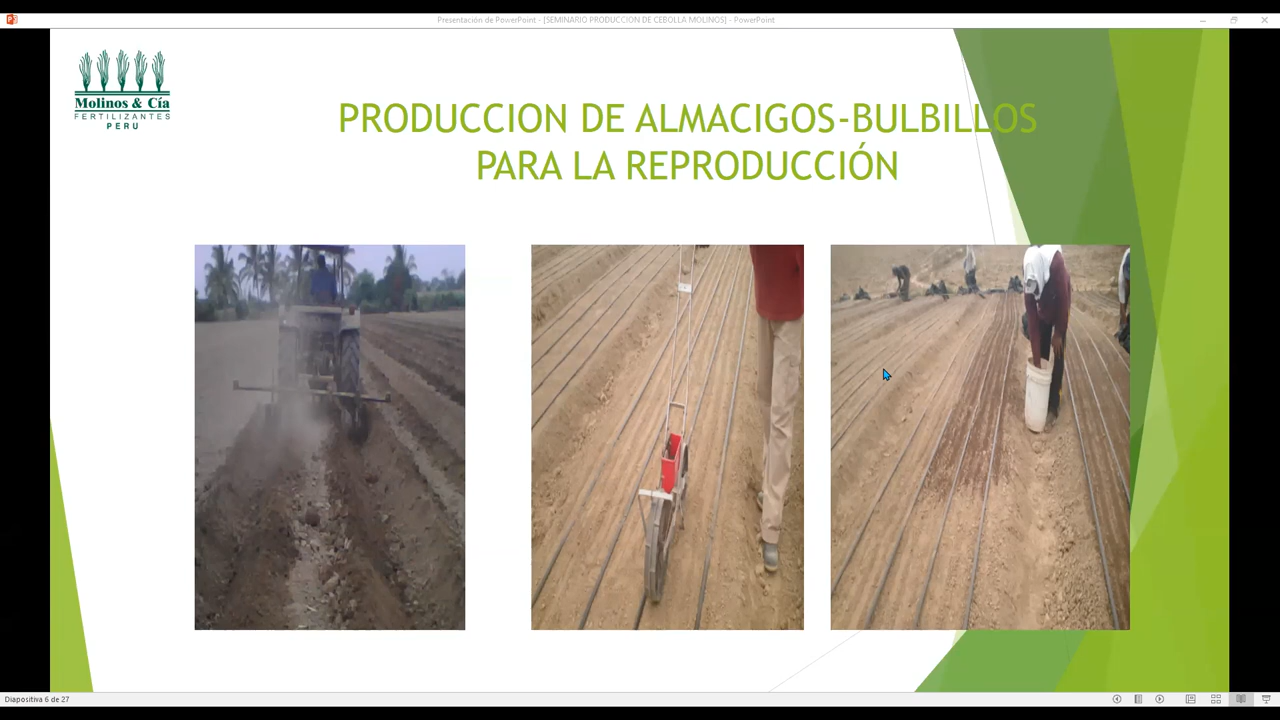 Presentación de PowerPoint - [SEMINARIO PRODUCCION DE CEBOLLA MOLINOS] - PowerPoint
Molinos & Cía
FERTILIZANTES
PERU
PRODUCCION DE ALMACIGOS-BULBILLOS
PARA LA REPRODUCCIÓN
Diapositiva 6 de 27